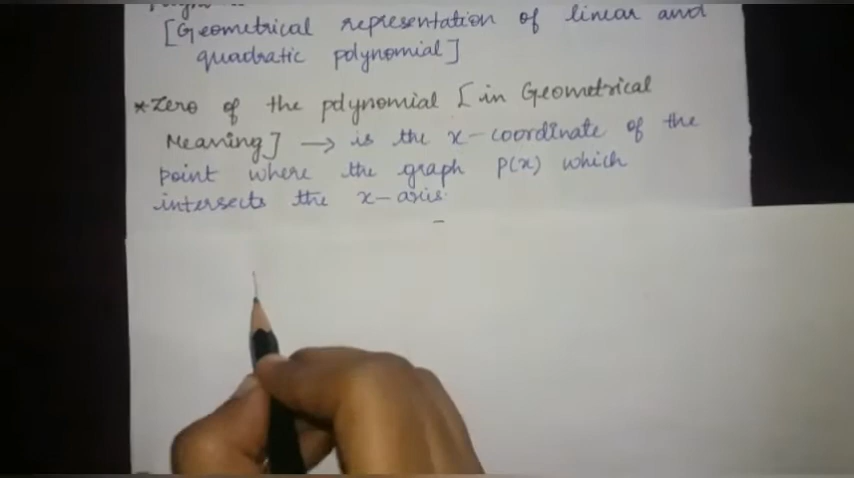 [Geometrical representation of linear and
quadratic polynomial]
*Zero of the polynomial [in Geometrical
Meaning] → is the x-coordinate of the
point where the graph P(x) which
intersects the x-axis.